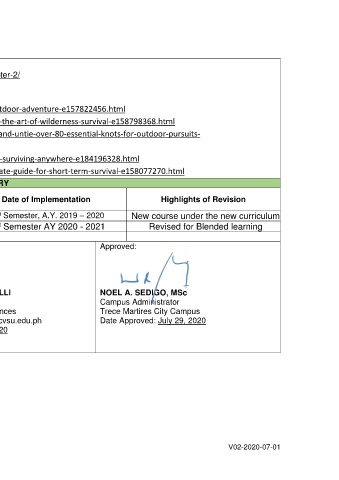 ter-2/
tdoor-adventure-e157822456.html
-the-art-of-wilderness-survival-e158798368.html
and-untie-over-80-essential-knots-for-outdoor-pursuits-
-surviving-anywhere-e184196328.html
ate-guide-for-short-term-survival-e158077270.html
RY
Date of Implementation Highlights of Revision
Semester, A.Y. 2019 – 2020 New course under the new curriculum
Semester AY 2020 - 2021 Revised for Blended learning
Approved:
LLI NOEL A. SEDIGO, MSc
Campus Administrator
nces Trece Martires City Campus
cvsu.edu.ph Date Approved: July 29, 2020
20
V02-2020-07-01